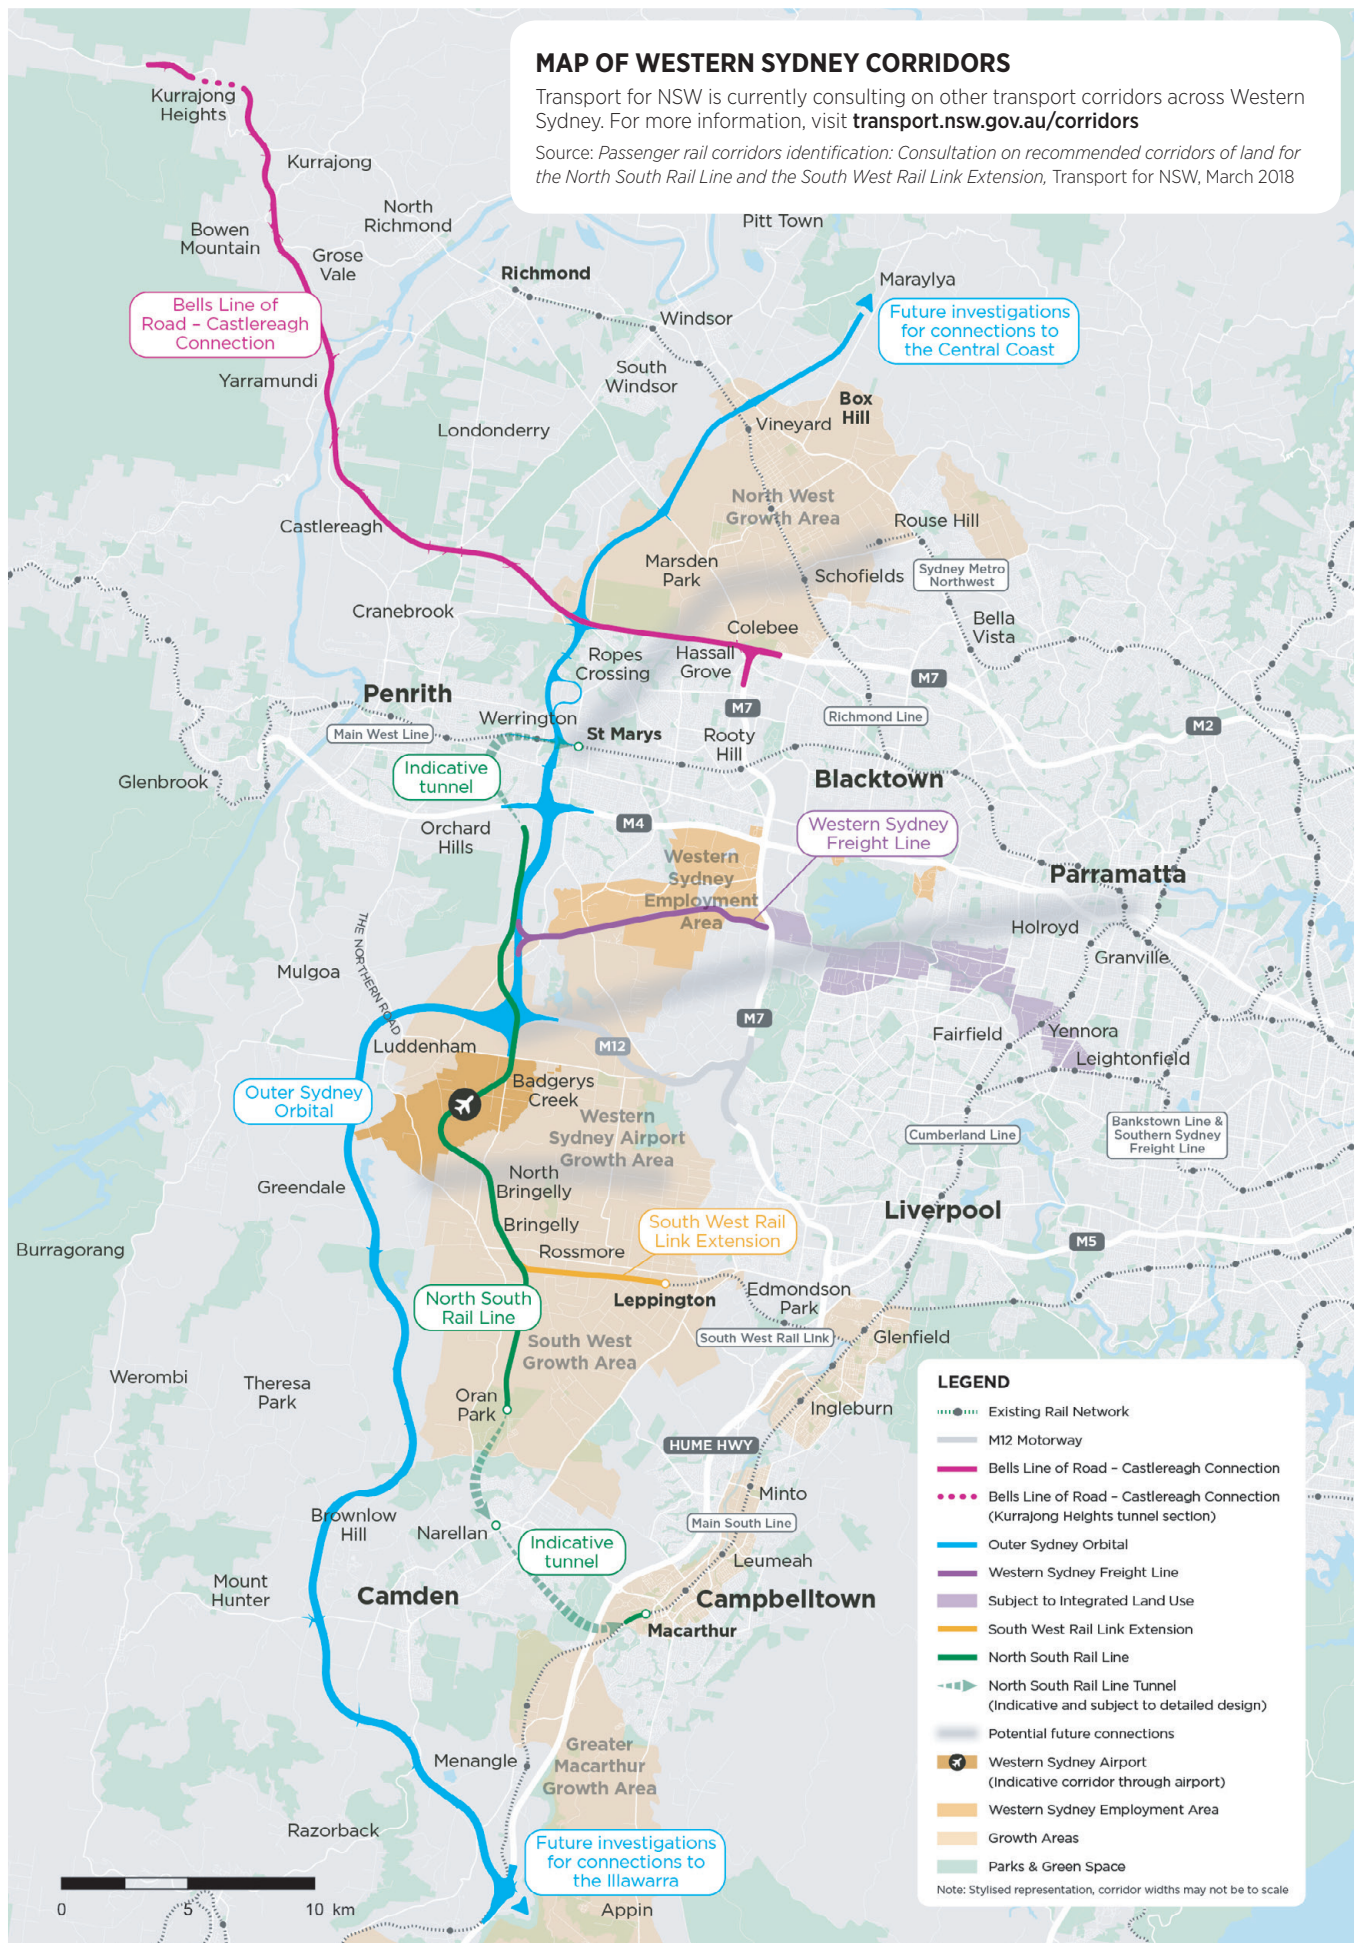 MAP OF WESTERN SYDNEY CORRIDORS
Transport for NSW is currently consulting on other transport corridors across Western
Sydney. For more information, visit transport.nsw.gov.au/corridors
Source: Passenger rail corridors identification: Consultation on recommended corridors of land for
the North South Rail Line and the South West Rail Link Extension, Transport for NSW, March 2018
Kurrajong
Heights
Kurrajong
North
Richmond
Pitt Town
Bowen
Mountain
Grose
Vale
Richmond
Maraylya
Bells Line of
Road – Castlereagh
Connection
Windsor
Future investigations
for connections to
the Central Coast
Yarramundi
South
Windsor
Box
Hill
Vineyard
Londonderry
North West
Growth Area
Castlereagh
Rouse Hill
Marsden
Park
Schofields
Sydney Metro
Northwest
Cranebrook
Colebee
Bella
Vista
Ropes
Crossing
Hassall
Grove
M7
Penrith
M7
Richmond Line
Werrington
Main West Line
St Marys
Rooty
Hill
M2
Indicative
tunnel
Glenbrook
Blacktown
Orchard
Hills
M4
Western Sydney
Freight Line
Western
Sydney
Employment
Area
Parramatta
THE NORTHERN ROAD
Holroyd
Granville
Mulgoa
M7
Luddenham
M12
Fairfield
Yennora
Leightonfield
Outer Sydney
Orbital
Badgerys
Creek
Western
Sydney Airport
Growth Area
Cumberland Line
Bankstown Line &
Southern Sydney
Freight Line
Greendale
North
Bringelly
Liverpool
Burragorang
Bringelly
South West Rail
Link Extension
M5
Rossmore
North South
Rail Line
Leppington
Edmondson
Park
South West
Growth Area
South West Rail Link
Glenfield
Werombi
Theresa
Park
Oran
Park
Ingleburn
HUME HWY
Minto
Brownlow
Hill
Narellan
Main South Line
Indicative
tunnel
Leumeah
Mount
Hunter
Camden
Campbelltown
Macarthur
Greater
Macarthur
Growth Area
Menangle
Razorback
Future investigations
for connections to
the Illawarra
Appin
0 5 10 km
LEGEND
Existing Rail Network
M12 Motorway
Bells Line of Road – Castlereagh Connection
Bells Line of Road – Castlereagh Connection
(Kurrajong Heights tunnel section)
Outer Sydney Orbital
Western Sydney Freight Line
Subject to Integrated Land Use
South West Rail Link Extension
North South Rail Line
North South Rail Line Tunnel
(Indicative and subject to detailed design)
Potential future connections
Western Sydney Airport
(Indicative corridor through airport)
Western Sydney Employment Area
Growth Areas
Parks & Green Space
Note: Stylised representation, corridor widths may not be to scale